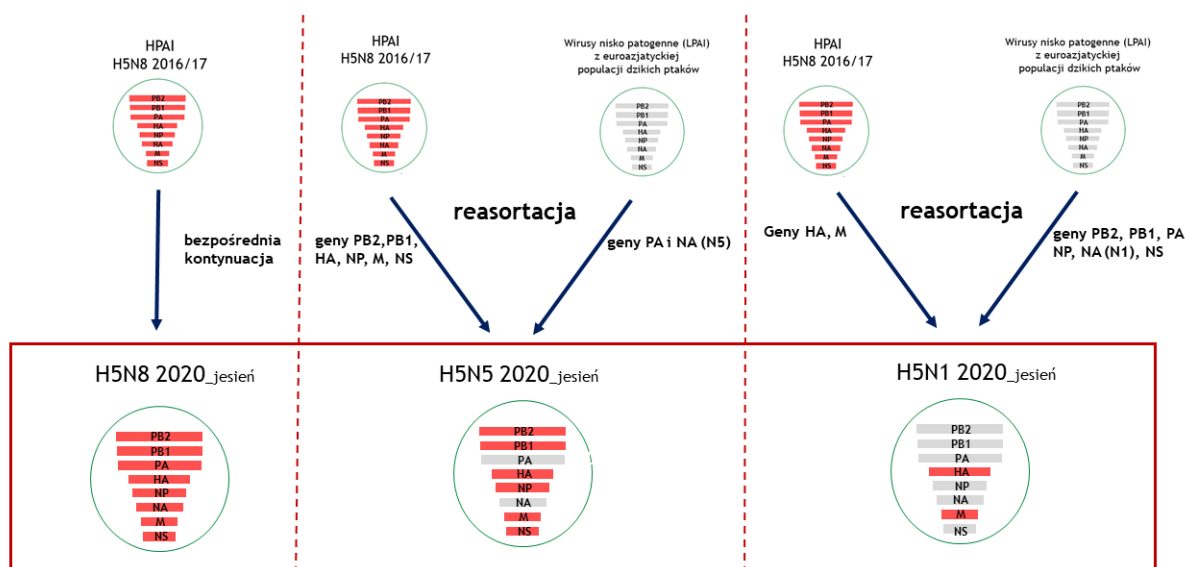 HPAI
H5N8 2016/17
PB2
PB1
PA
HA
NP
NA
M
NS
bezpośrednia
kontynuacja
HPAI
H5N8 2016/17
PB2
PB1
PA
HA
NP
NA
M
NS
Wirusy nisko patogenne (LPAI)
z euroazjatyckiej
populacji dzikich ptaków
PB2
PB1
PA
HA
NP
NA
M
NS
reasortacja
geny PB2,PB1,
HA, NP, M, NS
geny PA i NA (N5)
HPAI
H5N8 2016/17
PB2
PB1
PA
HA
NP
NA
M
NS
Wirusy nisko patogenne (LPAI)
z euroazjatyckiej
populacji dzikich ptaków
PB2
PB1
PA
HA
NP
NA
M
NS
reasortacja
Geny HA, M
geny PB2, PB1, PA
NP, NA (N1), NS
H5N8 2020_jesień
PB2
PB1
PA
HA
NP
NA
M
NS
H5N5 2020_jesień
PB2
PB1
PA
HA
NP
NA
M
NS
H5N1 2020_jesień
PB2
PB1
PA
HA
NP
NA
M
NS